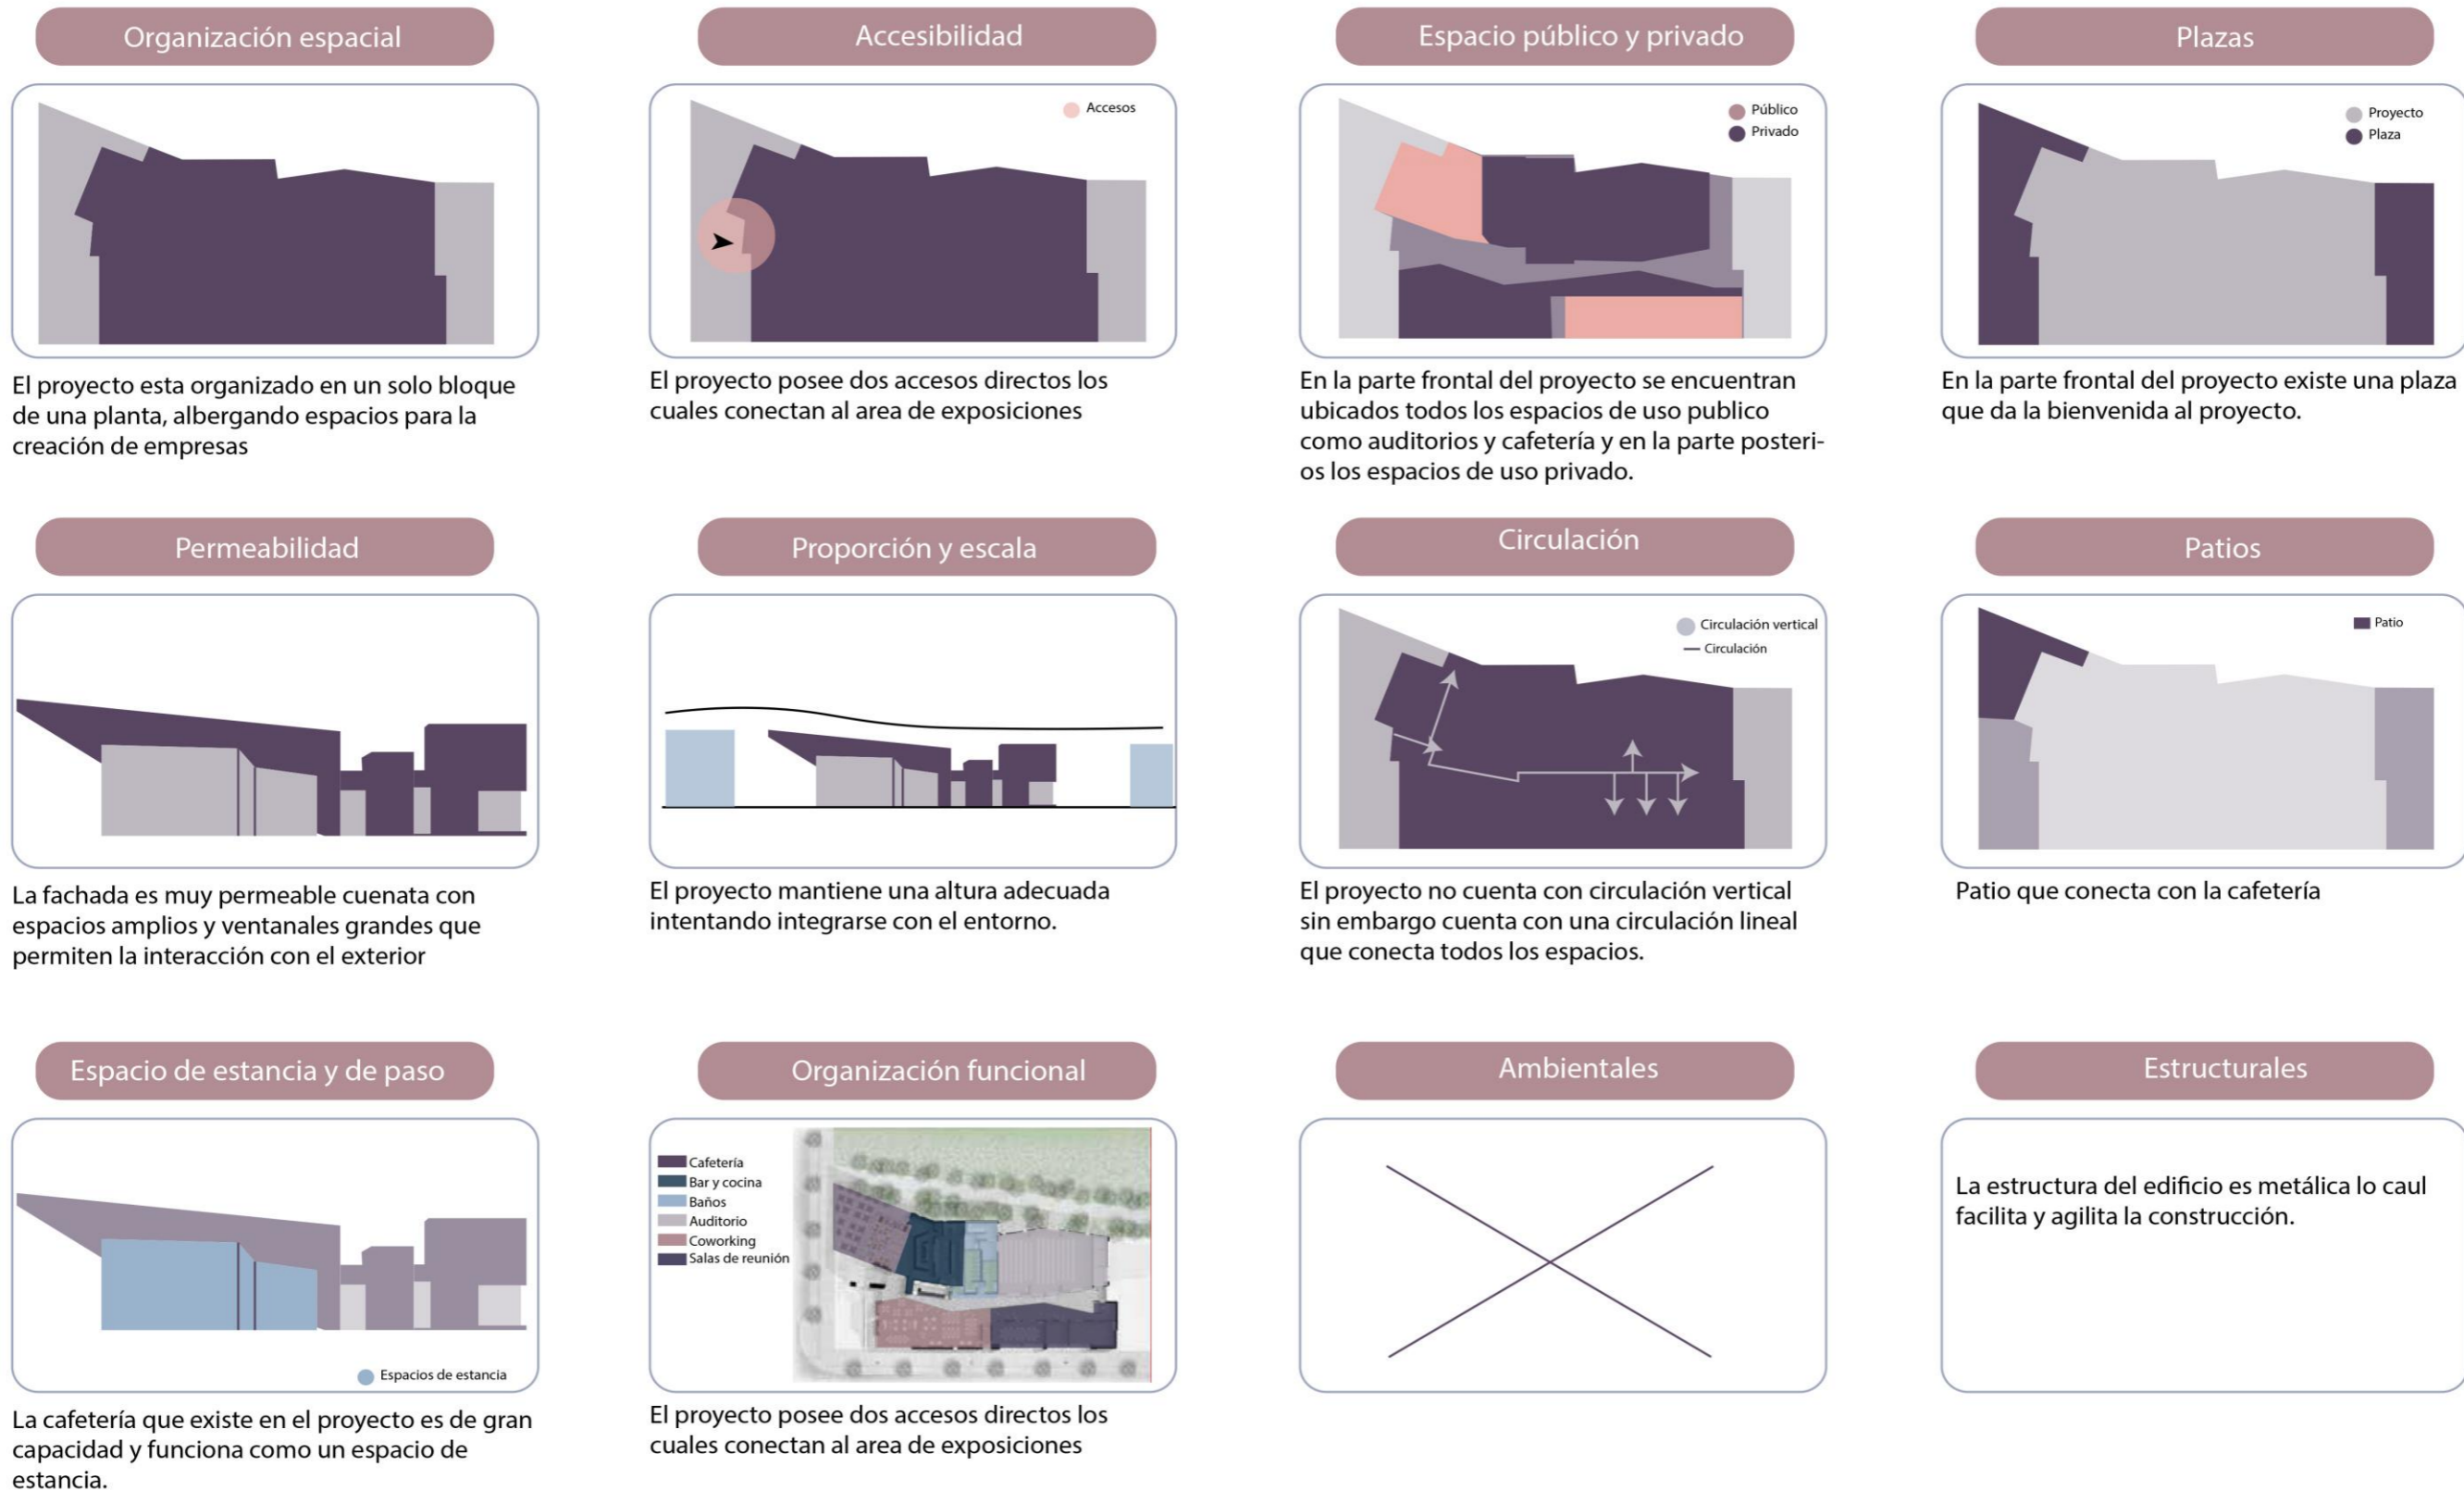 Organización espacial
Accesos
El proyecto esta organizado en un solo bloque
de una planta, albergando espacios para la
creación de empresas
Accesibilidad
El proyecto posee dos accesos directos los
cuales conectan al area de exposiciones
Espacio público y privado
Público
Privado
En la parte frontal del proyecto se encuentran
ubicados todos los espacios de uso publico
como auditorios y cafetería y en la parte posteri-
os los espacios de uso privado.
Plazas
Proyecto
Plaza
En la parte frontal del proyecto existe una plaza
que da la bienvenida al proyecto.
Permeabilidad
La fachada es muy permeable cuenata con
espacios amplios y ventanales grandes que
permiten la interacción con el exterior
Proporción y escala
El proyecto mantiene una altura adecuada
intentando integrarse con el entorno.
Circulación
Circulación vertical
Circulación
El proyecto no cuenta con circulación vertical
sin embargo cuenta con una circulación lineal
que conecta todos los espacios.
Patios
Patio
Patio que conecta con la cafetería
Espacio de estancia y de paso
Espacios de estancia
La cafetería que existe en el proyecto es de gran
capacidad y funciona como un espacio de
estancia.
Organización funcional
Cafetería
Bar y cocina
Baños
Auditorio
Coworking
Salas de reunión
El proyecto posee dos accesos directos los
cuales conectan al area de exposiciones
Ambientales
Estructurales
La estructura del edificio es metálica lo caul
facilita y agilita la construcción.